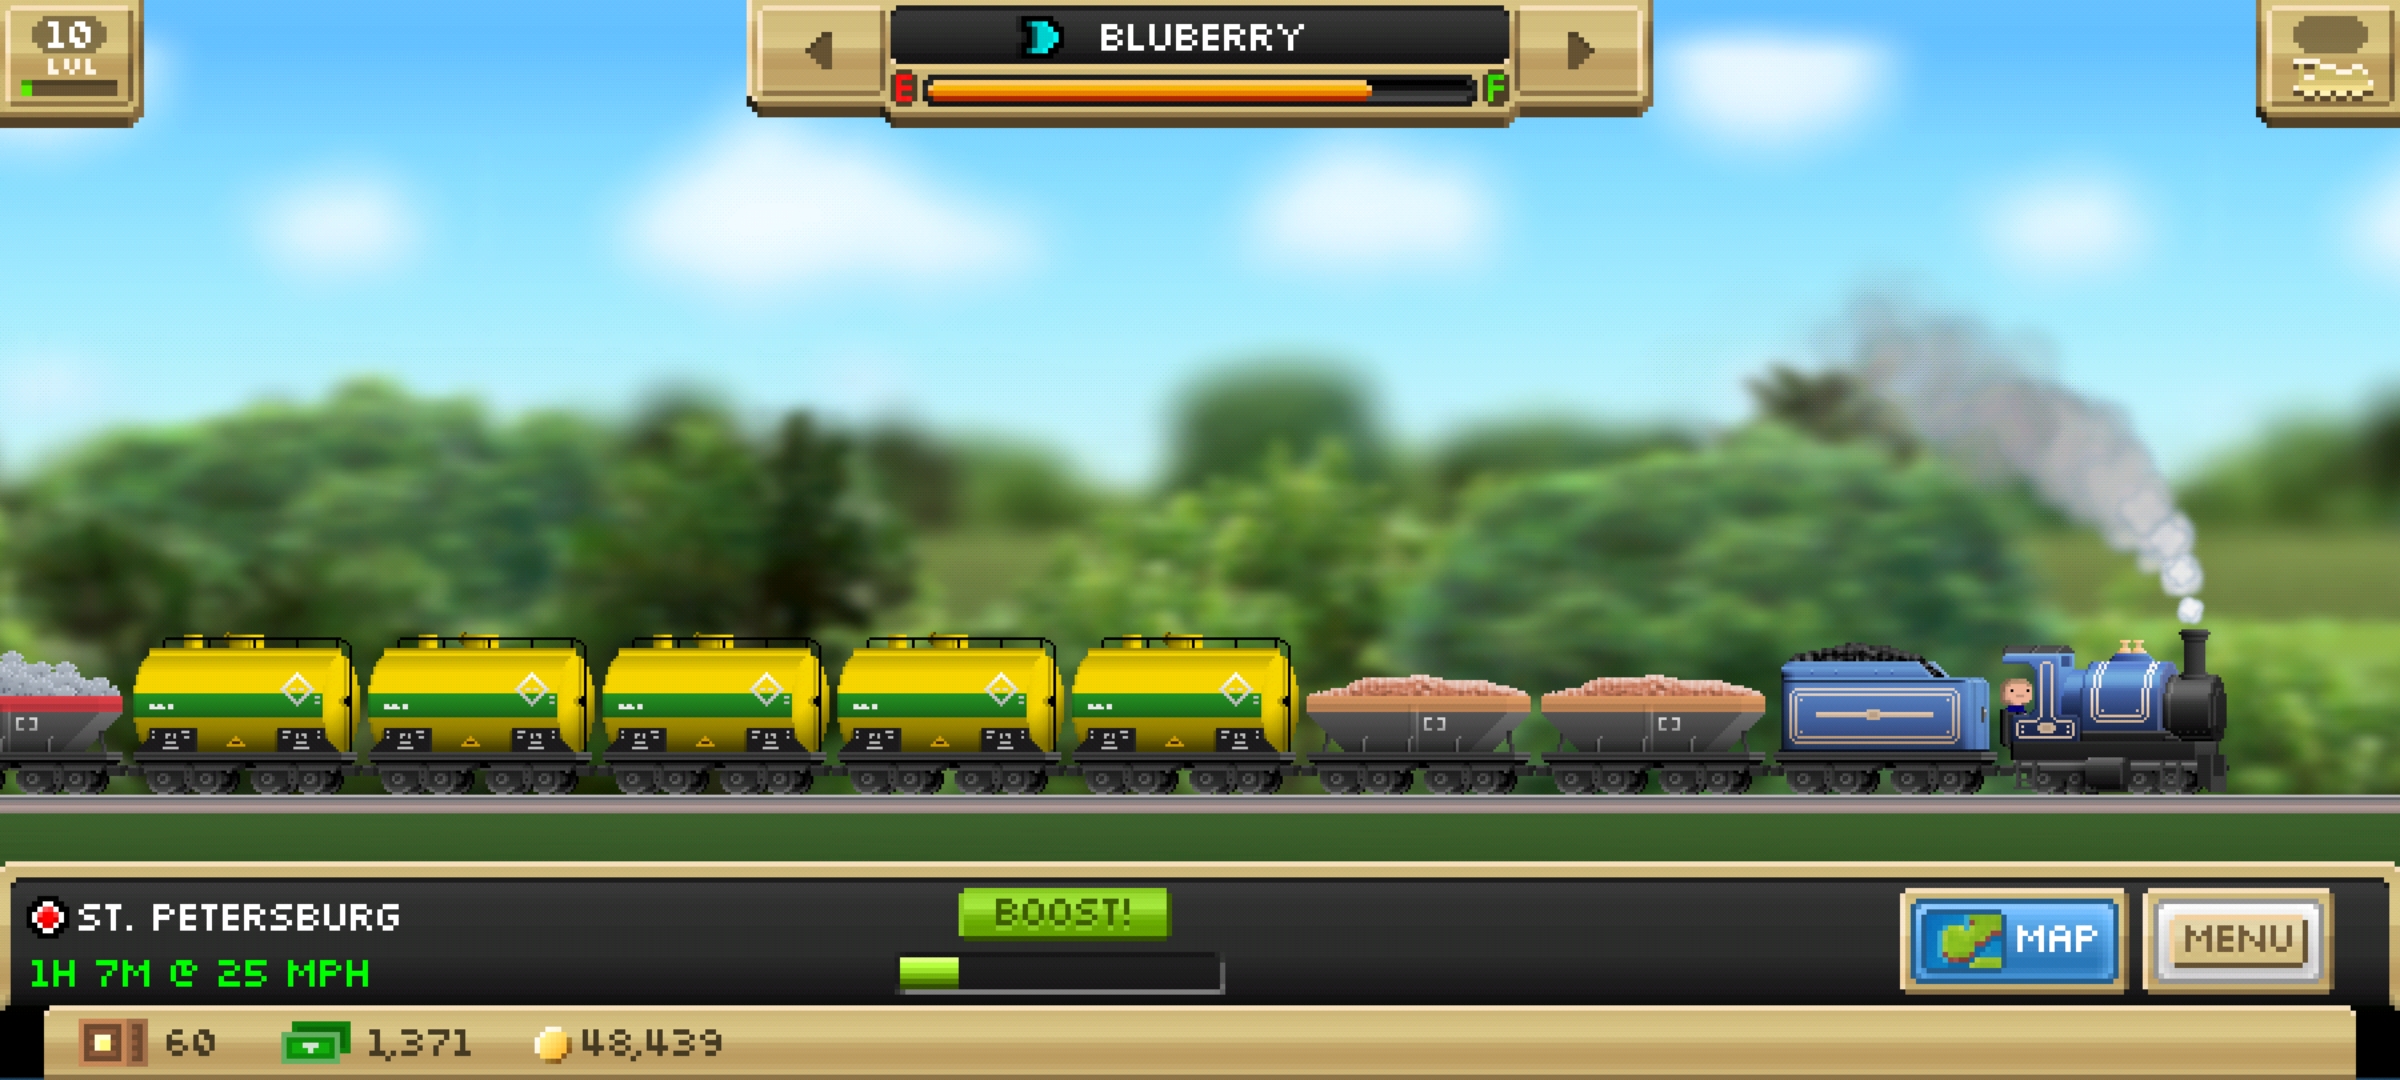 10
LVL
BLUBERRY
E F
ST. PETERSBURG
BOOST!
1H 7M @ 25 MPH
MAP
MENU
60 1,371 48,439